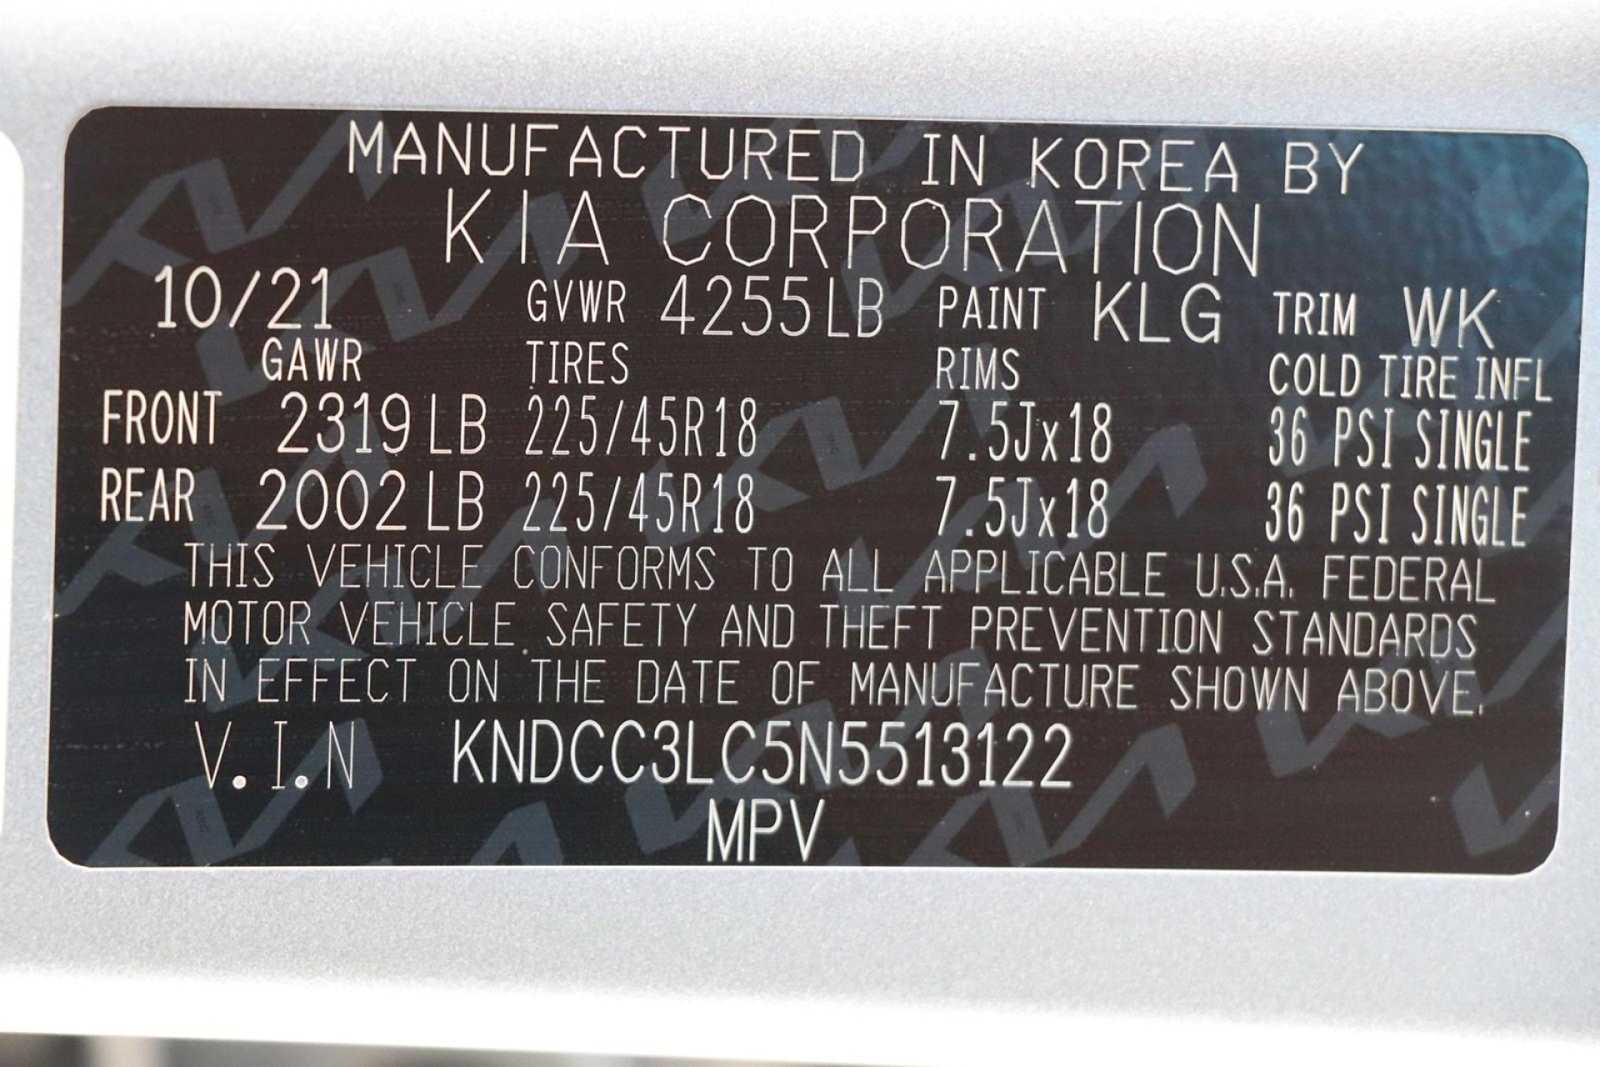 MANUFACTURED IN KOREA BY
KIA CORPORATION
10/21 GVWR 4255LB PAINT KLG TRIM WK
GAWR TIRES RIMS COLD TIRE INFL
FRONT 2319LB 225/45R18 7.5Jx18 36 PSI SINGLE
REAR 2002LB 225/45R18 7.5Jx18 36 PSI SINGLE
THIS VEHICLE CONFORMS TO ALL APPLICABLE U.S.A. FEDERAL
MOTOR VEHICLE SAFETY AND THEFT PREVENTION STANDARDS
IN EFFECT ON THE DATE OF MANUFACTURE SHOWN ABOVE.
V.I.N KNDCC3LC5N5513122
MPV